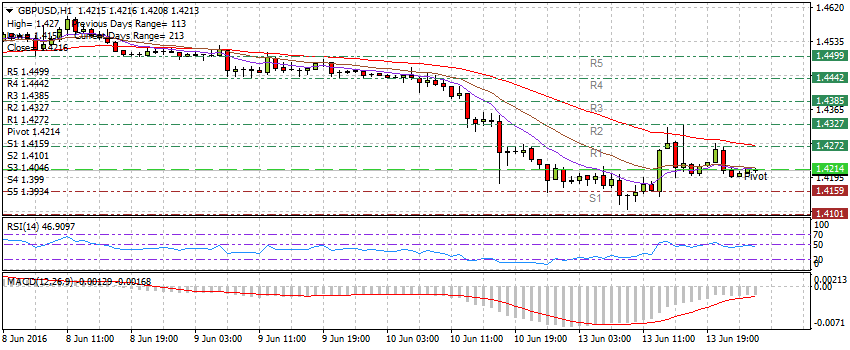 GBPUSD,H1 1.4215 1.4216 1.4208 1.4213
High= 1.427 Previous Days Range= 113
Current Days Range= 213
Close= 1.4216
R5 1.4499
R4 1.4442
R3 1.4385
R2 1.4327
R1 1.4272
Pivot 1.4214
S1 1.4159
S2 1.4101
S3 1.4046
S4 1.399
S5 1.3934
R5
R4
R3
R2
R1
Pivot
S1
1.4620
1.4535
1.4499
1.4442
1.4385
1.4365
1.4327
1.4272
1.4214
1.4195
1.4159
1.4101
RSI(14) 46.9097
100
70
50
20
0
MACD(12,26,9) -0.00129 -0.00168
0.00213
0.00
-0.0071
8 Jun 2016
8 Jun 11:00
8 Jun 19:00
9 Jun 03:00
9 Jun 11:00
9 Jun 19:00
10 Jun 03:00
10 Jun 11:00
10 Jun 19:00
13 Jun 03:00
13 Jun 11:00
13 Jun 19:00